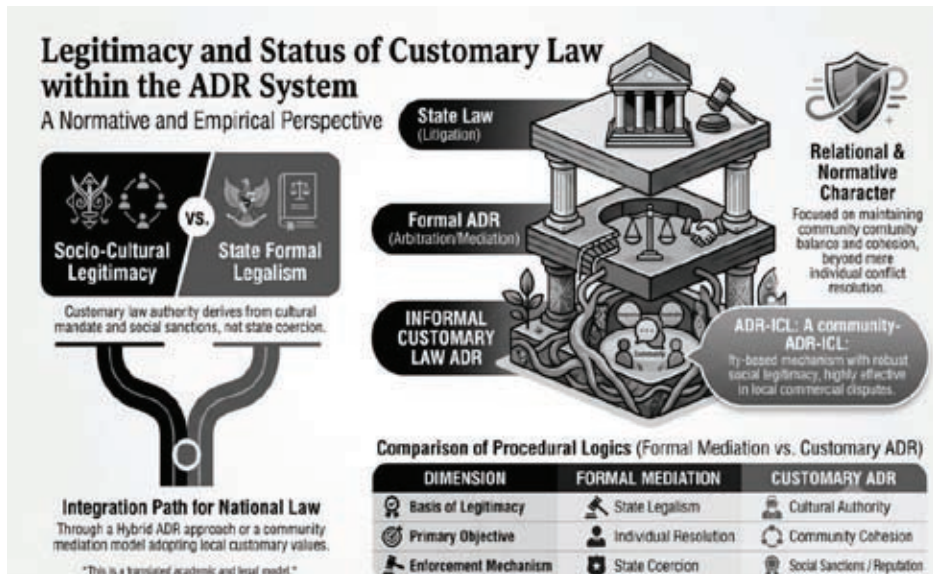 Legitimacy and Status of Customary Law
within the ADR System
A Normative and Empirical Perspective
vs.
Socio-Cultural
Legitimacy
State Formal
Legalism
Customary law authority derives from cultural
mandate and social sanctions, not state coercion.
Integration Path for National Law
Through a Hybrid ADR approach or a community
mediation model adopting local customary values.
"This is a translated academic and legal model."
State Law
(Litigation)
Formal ADR
(Arbitration/Mediation)
INFORMAL
CUSTOMARY
LAW ADR
Relational &
Normative
Character
Focused on maintaining
community comtunity
balance and cohesion,
beyond mere
individual conflict
resolution.
ADR-ICL: A community-
ADR-ICL:
lty-based mechanism with robust
social legitimacy, highly effective
in local commercial disputes.
Comparison of Procedural Logics (Formal Mediation vs. Customary ADR)
DIMENSION FORMAL MEDIATION CUSTOMARY ADR
Basis of Legitimacy State Legalism Cultural Authority
Primary Objective Individual Resolution Community Cohesion
Enforcement Mechanism State Coercion Social Sanctions / Reputation